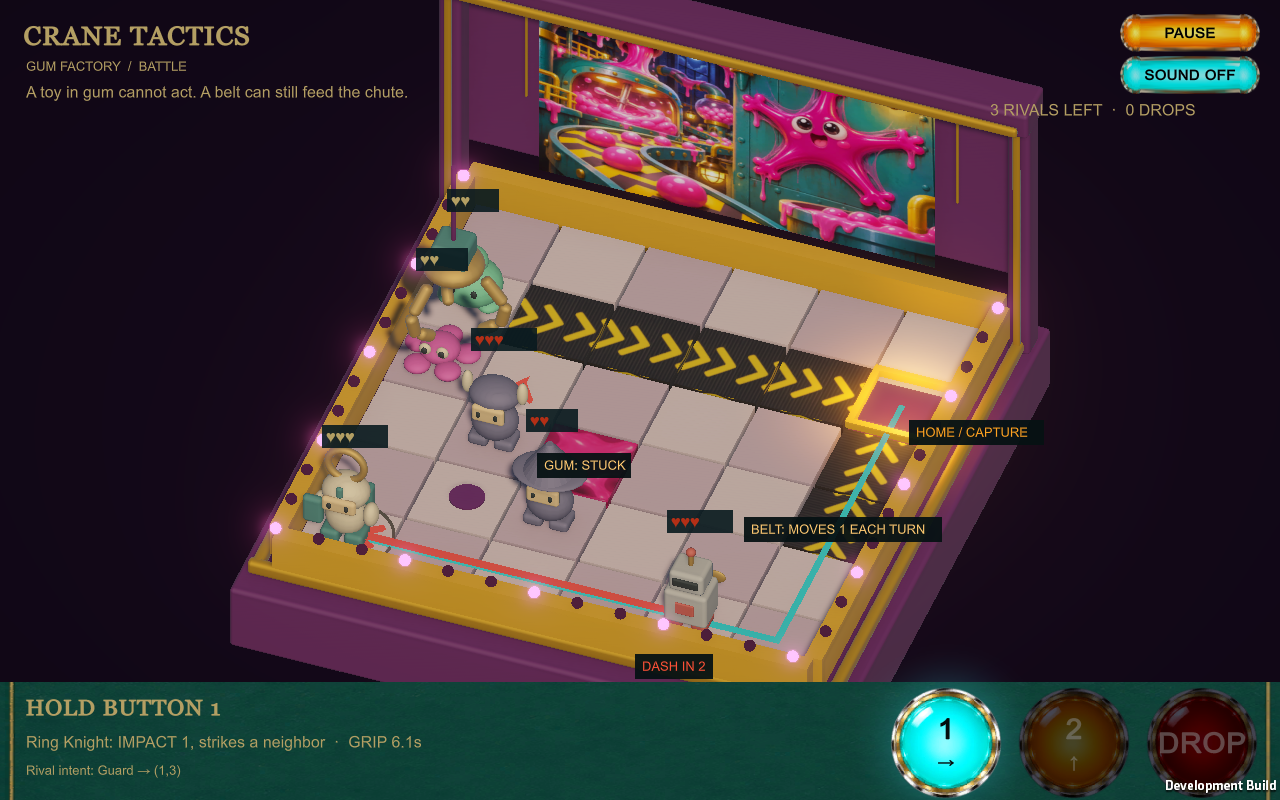 CRANE TACTICS
GUM FACTORY / BATTLE
A toy in gum cannot act. A belt can still feed the chute.
PAUSE
SOUND OFF
3 RIVALS LEFT · 0 DROPS
♥♥
♥♥
♥♥♥
♥♥
♥♥♥
HOME / CAPTURE
GUM: STUCK
♥♥♥
BELT: MOVES 1 EACH TURN
DASH IN 2
HOLD BUTTON 1
Ring Knight: IMPACT 1, strikes a neighbor · GRIP 6.1s
Rival intent: Guard → (1,3)
1
→
2
↑
DROP
Development Build